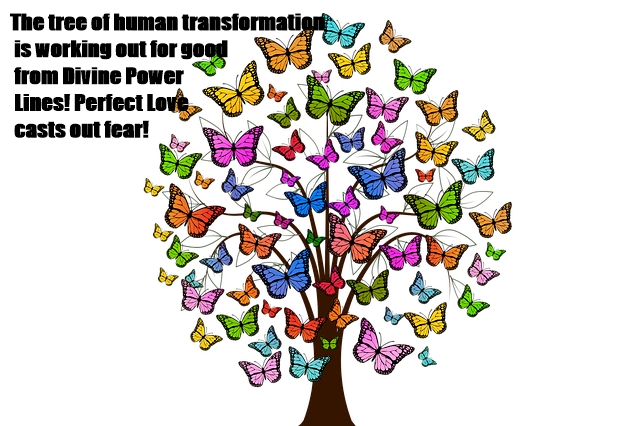 The tree of human transformation
is working out for good
from Divine Power
Lines! Perfect Love
casts out fear!